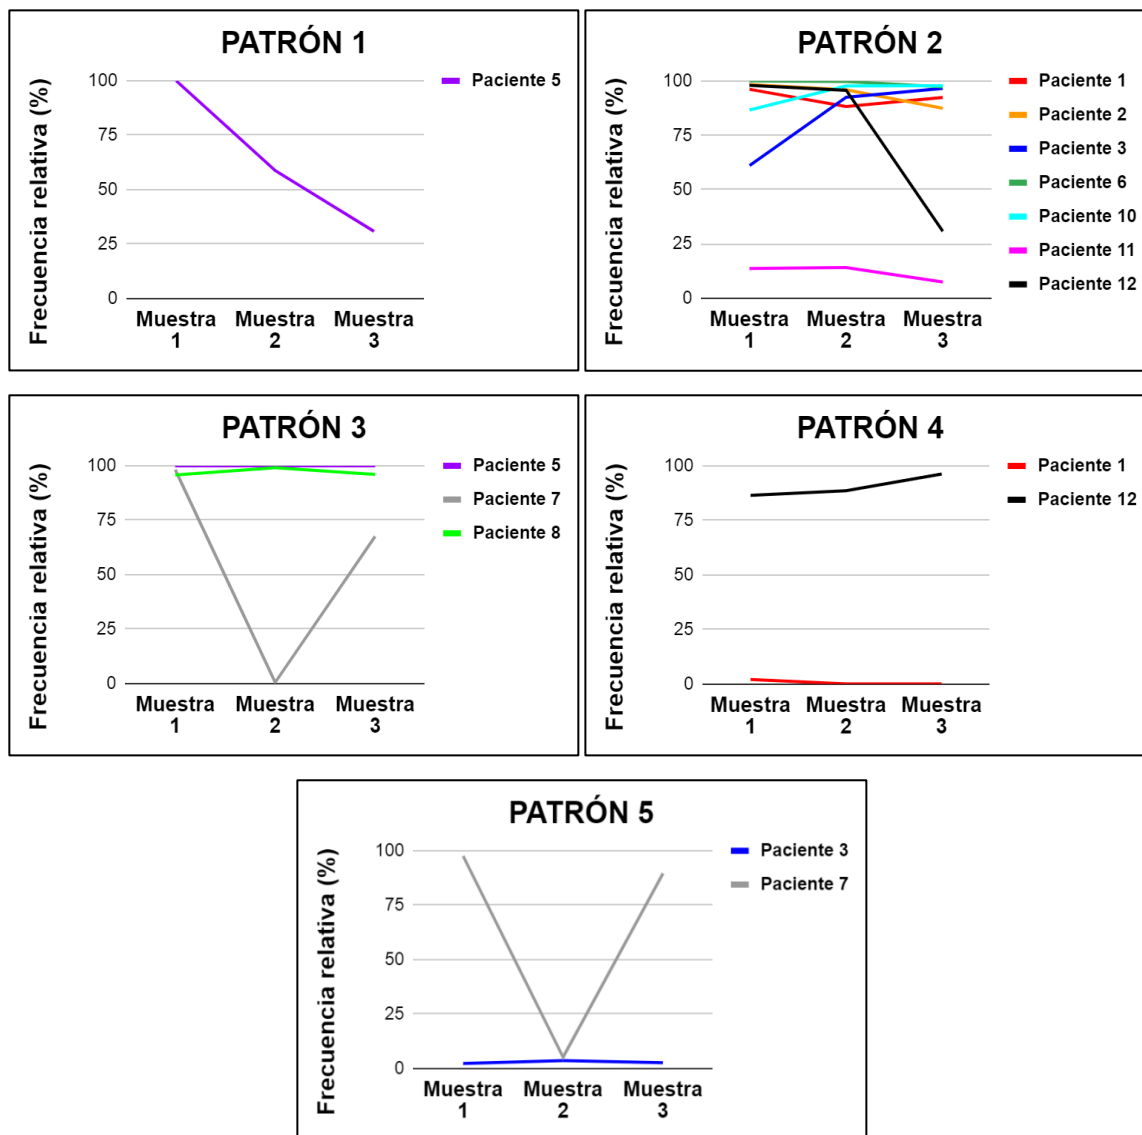 PATRÓN 1
Paciente 5
Frecuencia relativa (%)
100
75
50
25
0
Muestra 1
Muestra 2
Muestra 3
PATRÓN 2
Paciente 1
Paciente 2
Paciente 3
Paciente 6
Paciente 10
Paciente 11
Paciente 12
Frecuencia relativa (%)
100
75
50
25
0
Muestra 1
Muestra 2
Muestra 3
PATRÓN 3
Paciente 5
Paciente 7
Paciente 8
Frecuencia relativa (%)
100
75
50
25
0
Muestra 1
Muestra 2
Muestra 3
PATRÓN 4
Paciente 1
Paciente 12
Frecuencia relativa (%)
100
75
50
25
0
Muestra 1
Muestra 2
Muestra 3
PATRÓN 5
Paciente 3
Paciente 7
Frecuencia relativa (%)
100
75
50
25
0
Muestra 1
Muestra 2
Muestra 3